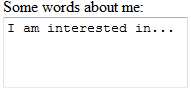 Some words about me:
I am interested in...